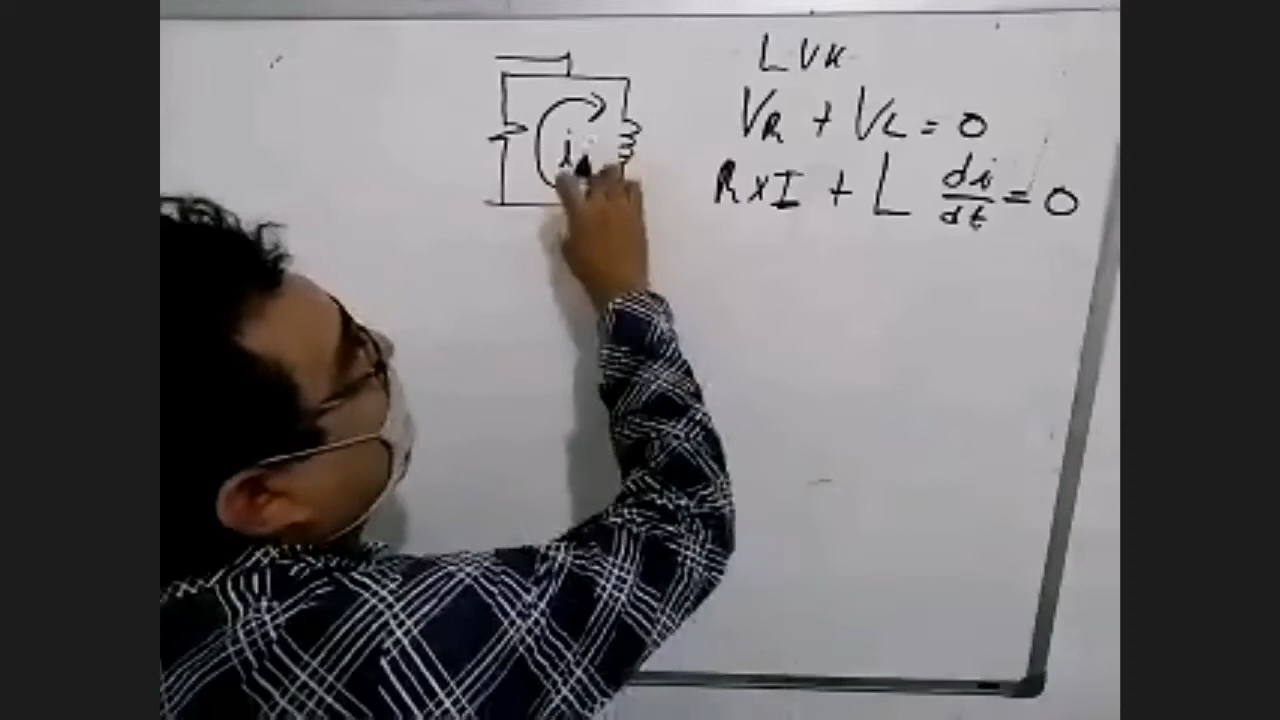 i
LVK
VR + VL = 0
R x I + L di/dt = 0